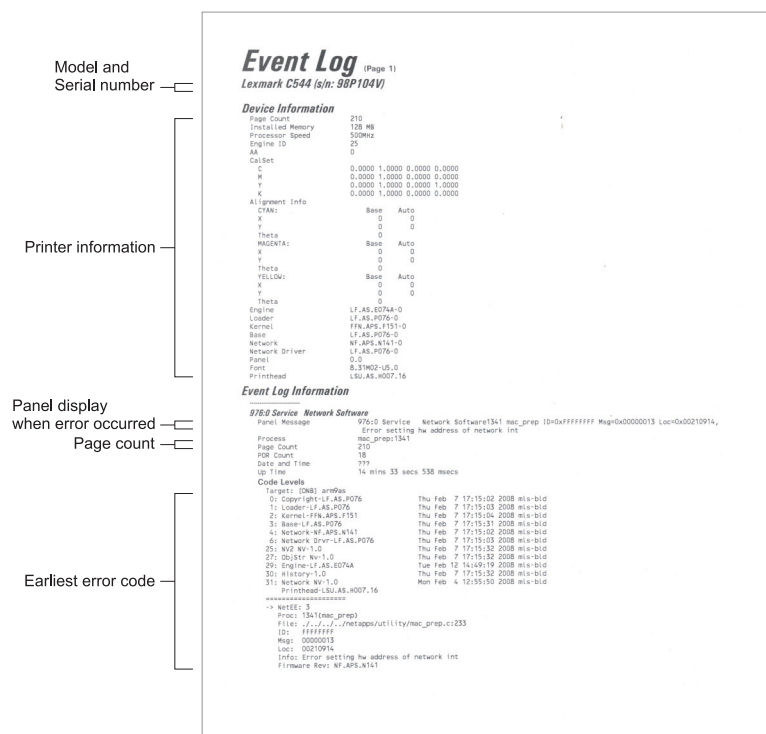 Model and
Serial number
Printer information
Panel display
when error occurred
Page count
Earliest error code
Event Log (Page 1)
Lexmark C544 (s/n: 98P104V)
Device Information
Page Count 210
Installed Memory 128 MB
Processor Speed 500MHz
Engine ID 25
AA 0
CalSet
C 0.0000 1.0000 0.0000 0.0000
M 0.0000 1.0000 0.0000 0.0000
Y 0.0000 1.0000 0.0000 1.0000
K 0.0000 1.0000 0.0000 0.0000
Alignment Info
CYAN: Base Auto
X 0 0
Y 0 0
Theta 0
MAGENTA: Base Auto
X 0 0
Y 0 0
Theta 0
YELLOW: Base Auto
X 0 0
Y 0 0
Theta 0
Engine LF.AS.E074A-0
Loader LF.AS.P076-0
Kernel FFN.APS.F151-0
Base LF.AS.P076-0
Network NF.APS.N141-0
Network Driver LF.AS.P076-0
Panel 0.0
Font 8.31M02-U5.0
Printhead LSU.AS.H007.16
Event Log Information
976:0 Service Network Software
Panel Message 976:0 Service Network Software1341 mac_prep ID=0xFFFFFFFF Msg=0x00000013 Loc=0x00210914,
Error setting hw address of network int
Process mac_prep:1341
Page Count 210
POR Count 18
Date and Time ???
Up Time 14 mins 33 secs 538 msecs
Code Levels
Target: [ONB] arm9as
0: Copyright-LF.AS.P076 Thu Feb 7 17:15:02 2008 mls-bld
1: Loader-LF.AS.P076 Thu Feb 7 17:15:03 2008 mls-bld
2: Kernel-FFN.APS.F151 Thu Feb 7 17:15:04 2008 mls-bld
3: Base-LF.AS.P076 Thu Feb 7 17:15:31 2008 mls-bld
4: Network-NF.APS.N141 Thu Feb 7 17:15:02 2008 mls-bld
6: Network Drvr-LF.AS.P076 Thu Feb 7 17:15:03 2008 mls-bld
25: NV2 NV-1.0 Thu Feb 7 17:15:32 2008 mls-bld
27: ObjStr Nv-1.0 Thu Feb 7 17:15:32 2008 mls-bld
29: Engine-LF.AS.E074A Tue Feb 12 14:49:19 2008 mls-bld
30: History-1.0 Thu Feb 7 17:15:32 2008 mls-bld
31: Network NV-1.0 Mon Feb 4 12:55:50 2008 mls-bld
Printhead-LSU.AS.H007.16
====================
-> NetEE: 3
Proc: 1341(mac_prep)
File: ./../../../netapps/utility/mac_prep.c:233
ID: FFFFFFFF
Msg: 00000013
Loc: 00210914
Info: Error setting hw address of network int
Firmware Rev: NF.APS.N141